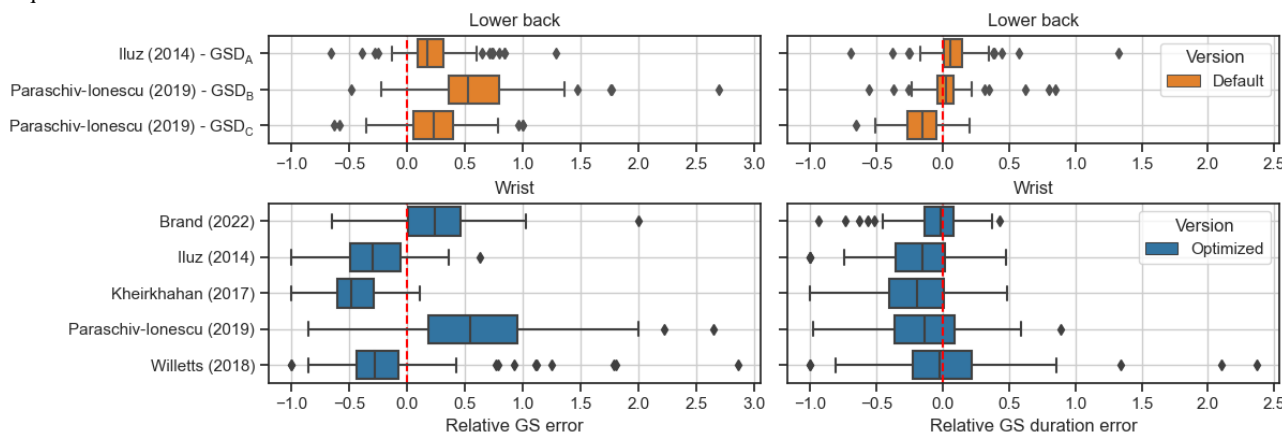 Lower back
Lower back
Iluz (2014) - GSD_A
Paraschiv-Ionescu (2019) - GSD_B
Paraschiv-Ionescu (2019) - GSD_C
Version
Default
−1.0 −0.5 0.0 0.5 1.0 1.5 2.0 2.5 3.0
−1.0 −0.5 0.0 0.5 1.0 1.5 2.0 2.5
Wrist
Wrist
Brand (2022)
Iluz (2014)
Kheirkhahan (2017)
Paraschiv-Ionescu (2019)
Willetts (2018)
Version
Optimized
−1.0 −0.5 0.0 0.5 1.0 1.5 2.0 2.5 3.0
−1.0 −0.5 0.0 0.5 1.0 1.5 2.0 2.5
Relative GS error
Relative GS duration error